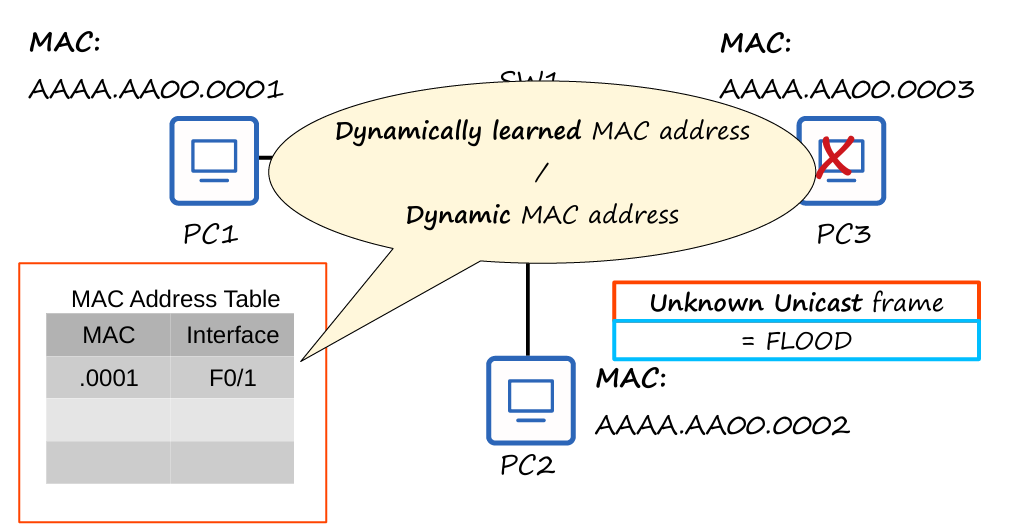 MAC:
AAAA.AA00.0001
SW1
MAC:
AAAA.AA00.0003
Dynamically learned MAC address
/
Dynamic MAC address
PC1
PC3
MAC Address Table
MAC Interface
.0001 F0/1
Unknown Unicast frame
= FLOOD
MAC:
AAAA.AA00.0002
PC2